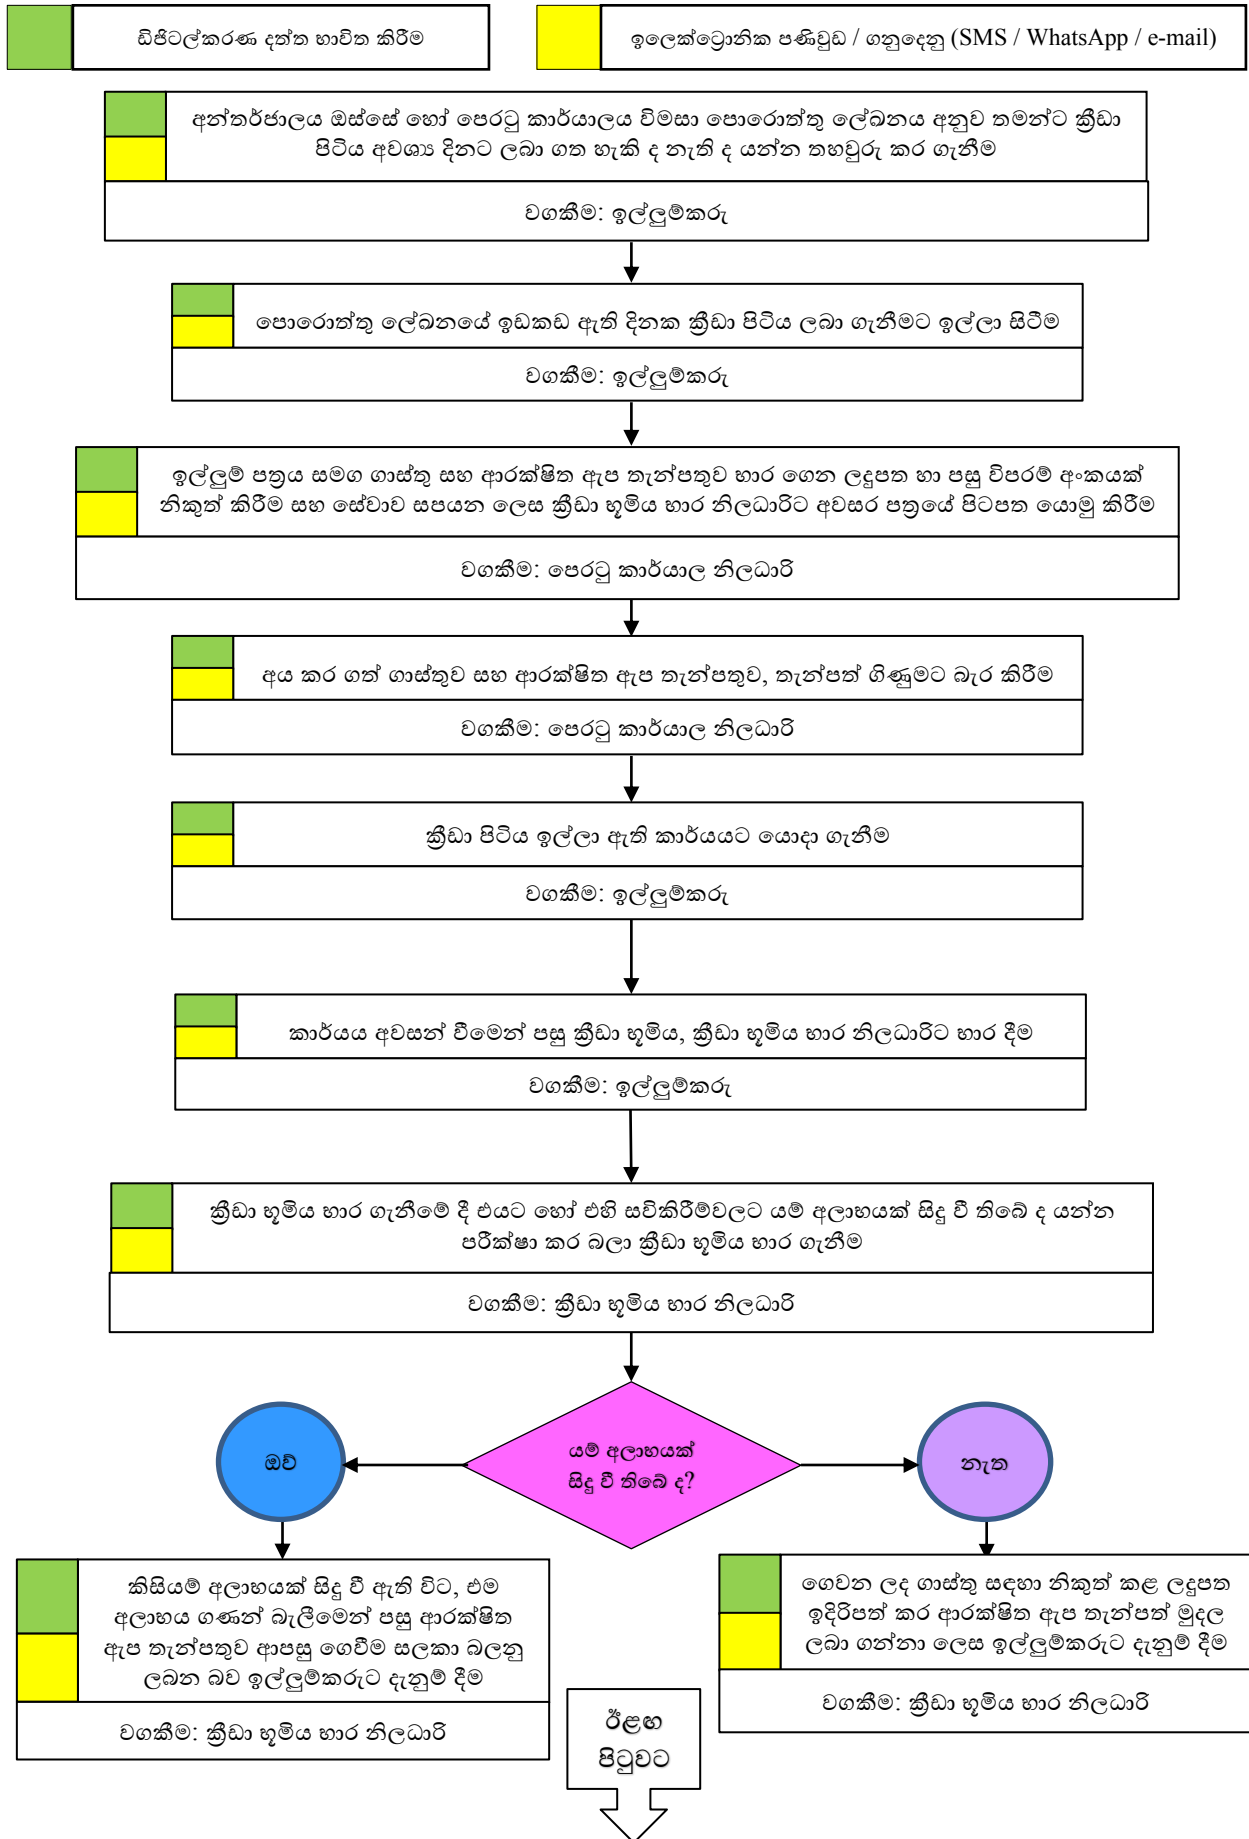 ඩිජිටල්කරණ දත්ත භාවිත කිරීම
ඉලෙක්ට්‍රොනික පණිවුඩ / ගනුදෙනු (SMS / WhatsApp / e-mail)
අන්තර්ජාලය ඔස්සේ හෝ පෙරටු කාර්යාලය විමසා පොරොත්තු ලේඛනය අනුව තමන්ට ක්‍රීඩා
පිටිය අවශ්‍ය දිනට ලබා ගත හැකි ද නැති ද යන්න තහවුරු කර ගැනීම
වගකීම: ඉල්ලුම්කරු
පොරොත්තු ලේඛනයේ ඉඩකඩ ඇති දිනක ක්‍රීඩා පිටිය ලබා ගැනීමට ඉල්ලා සිටීම
වගකීම: ඉල්ලුම්කරු
ඉල්ලුම් පත්‍රය සමග ගාස්තු සහ ආරක්ෂිත ඇප තැන්පතුව භාර ගෙන ලදුපත හා පසු විපරම් අංකයක්
නිකුත් කිරීම සහ සේවාව සපයන ලෙස ක්‍රීඩා භූමිය භාර නිලධාරිට අවසර පත්‍රයේ පිටපත යොමු කිරීම
වගකීම: පෙරටු කාර්යාල නිලධාරි
අය කර ගත් ගාස්තුව සහ ආරක්ෂිත ඇප තැන්පතුව, තැන්පත් ගිණුමට බැර කිරීම
වගකීම: පෙරටු කාර්යාල නිලධාරි
ක්‍රීඩා පිටිය ඉල්ලා ඇති කාර්යයට යොදා ගැනීම
වගකීම: ඉල්ලුම්කරු
කාර්යය අවසන් වීමෙන් පසු ක්‍රීඩා භූමිය, ක්‍රීඩා භූමිය භාර නිලධාරිට භාර දීම
වගකීම: ඉල්ලුම්කරු
ක්‍රීඩා භූමිය භාර ගැනීමේ දී එයට හෝ එහි සවිකිරීම්වලට යම් අලාභයක් සිදු වී තිබේ ද යන්න
පරීක්ෂා කර බලා ක්‍රීඩා භූමිය භාර ගැනීම
වගකීම: ක්‍රීඩා භූමිය භාර නිලධාරි
යම් අලාභයක්
සිදු වී තිබේ ද?
ඔව්
නැත
කිසියම් අලාභයක් සිදු වී ඇති විට, එම
අලාභය ගණන් බැලීමෙන් පසු ආරක්ෂිත
ඇප තැන්පතුව ආපසු ගෙවීම සලකා බලනු
ලබන බව ඉල්ලුම්කරුට දැනුම් දීම
වගකීම: ක්‍රීඩා භූමිය භාර නිලධාරි
ගෙවන ලද ගාස්තු සඳහා නිකුත් කළ ලදුපත
ඉදිරිපත් කර ආරක්ෂිත ඇප තැන්පත් මුදල
ලබා ගන්නා ලෙස ඉල්ලුම්කරුට දැනුම් දීම
වගකීම: ක්‍රීඩා භූමිය භාර නිලධාරි
ඊළඟ
පිටුවට